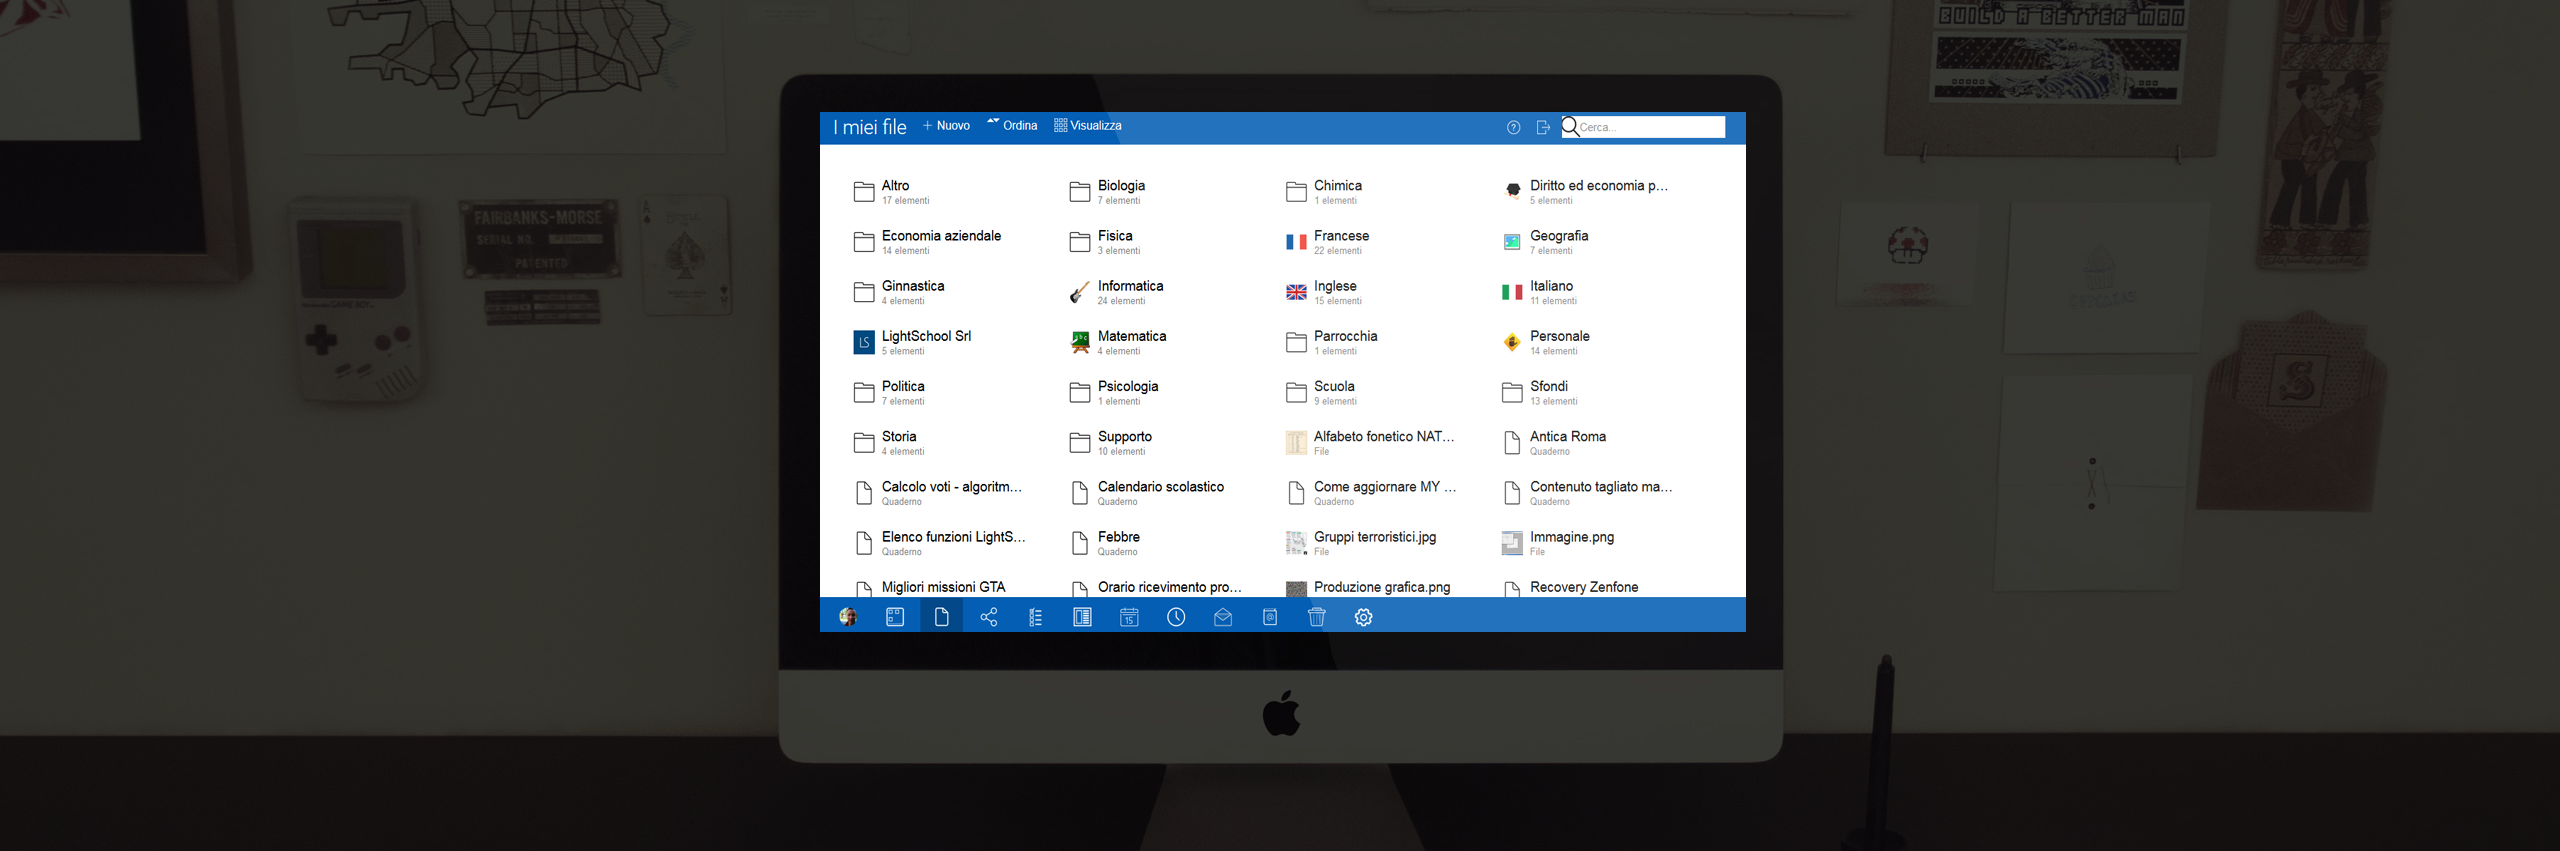 BUILD A BETTER MAN
I miei file
Nuovo
Ordina
Visualizza
Cerca...
Altro
17 elementi
Biologia
7 elementi
Chimica
1 elementi
Diritto ed economia p...
5 elementi
Economia aziendale
14 elementi
Fisica
3 elementi
Francese
22 elementi
Geografia
7 elementi
Ginnastica
4 elementi
Informatica
24 elementi
Inglese
15 elementi
Italiano
11 elementi
LS
LightSchool Srl
5 elementi
Matematica
4 elementi
Parrocchia
1 elementi
Personale
14 elementi
Politica
7 elementi
Psicologia
1 elementi
Scuola
9 elementi
Sfondi
13 elementi
Storia
4 elementi
Supporto
10 elementi
Alfabeto fonetico NAT...
File
Antica Roma
Quaderno
Calcolo voti - algoritm...
Quaderno
Calendario scolastico
Quaderno
Come aggiornare MY ...
Quaderno
Contenuto tagliato ma...
Quaderno
Elenco funzioni LightS...
Quaderno
Febbre
Quaderno
Gruppi terroristici.jpg
File
Immagine.png
File
Migliori missioni GTA
Orario ricevimento pro...
Produzione grafica.png
Recovery Zenfone
15
FAIRBANKS-MORSE
SERIAL NO.
PATENTED
A
GAME BOY
S